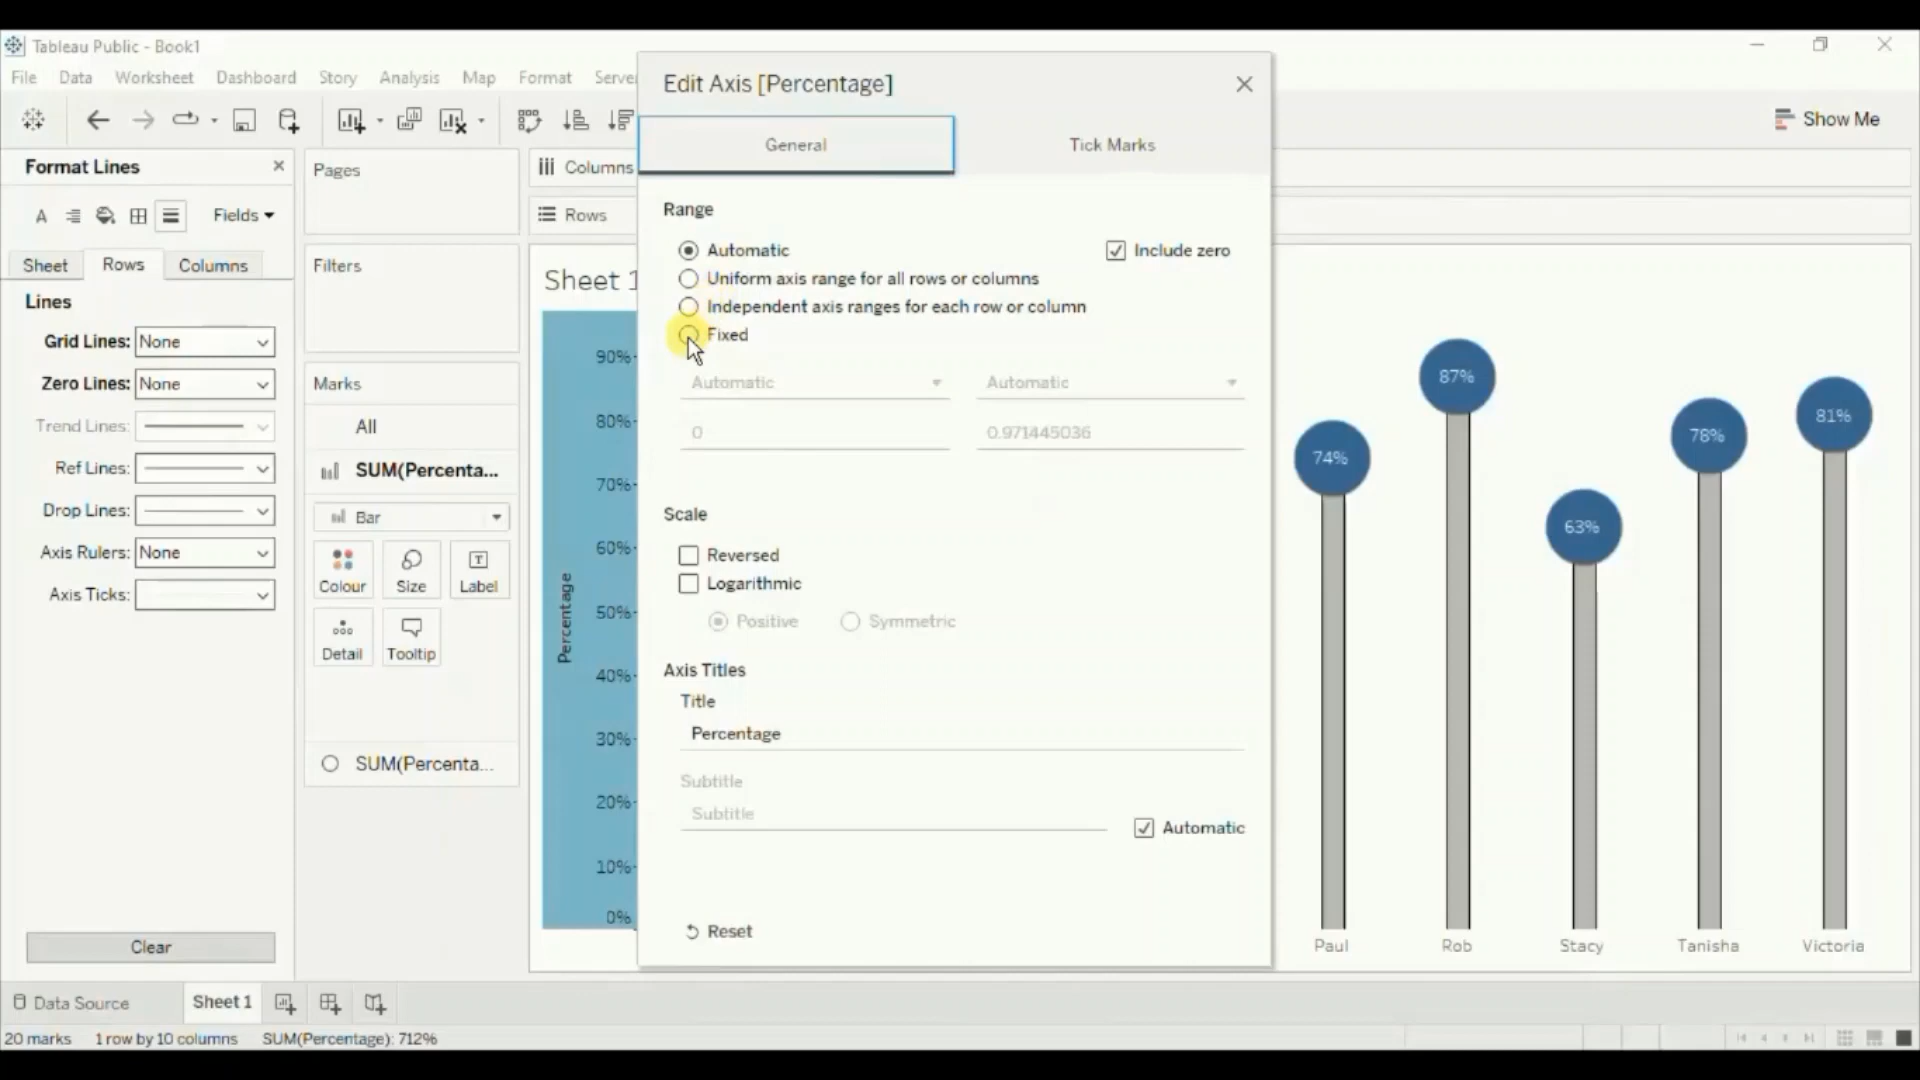 Tableau Public - Book1
File Data Worksheet Dashboard Story Analysis Map Format Server
Show Me
Format Lines
Fields
Sheet Rows Columns
Lines
Grid Lines: None
Zero Lines: None
Trend Lines:
Ref Lines:
Drop Lines:
Axis Rulers: None
Axis Ticks:
Clear
Pages
Filters
Marks
All
SUM(Percenta...
Bar
Colour Size Label
Detail Tooltip
SUM(Percenta...
Columns
Rows
Sheet 1
Percentage
90%
80%
70%
60%
50%
40%
30%
20%
10%
0%
Edit Axis [Percentage]
General Tick Marks
Range
Automatic Include zero
Uniform axis range for all rows or columns
Independent axis ranges for each row or column
Fixed
Automatic Automatic
0 0.971445036
Scale
Reversed
Logarithmic
Positive Symmetric
Axis Titles
Title
Percentage
Subtitle
Subtitle
Automatic
Reset
74% 87% 63% 78% 81%
Paul Rob Stacy Tanisha Victoria
Data Source Sheet 1
20 marks 1 row by 10 columns SUM(Percentage): 712%